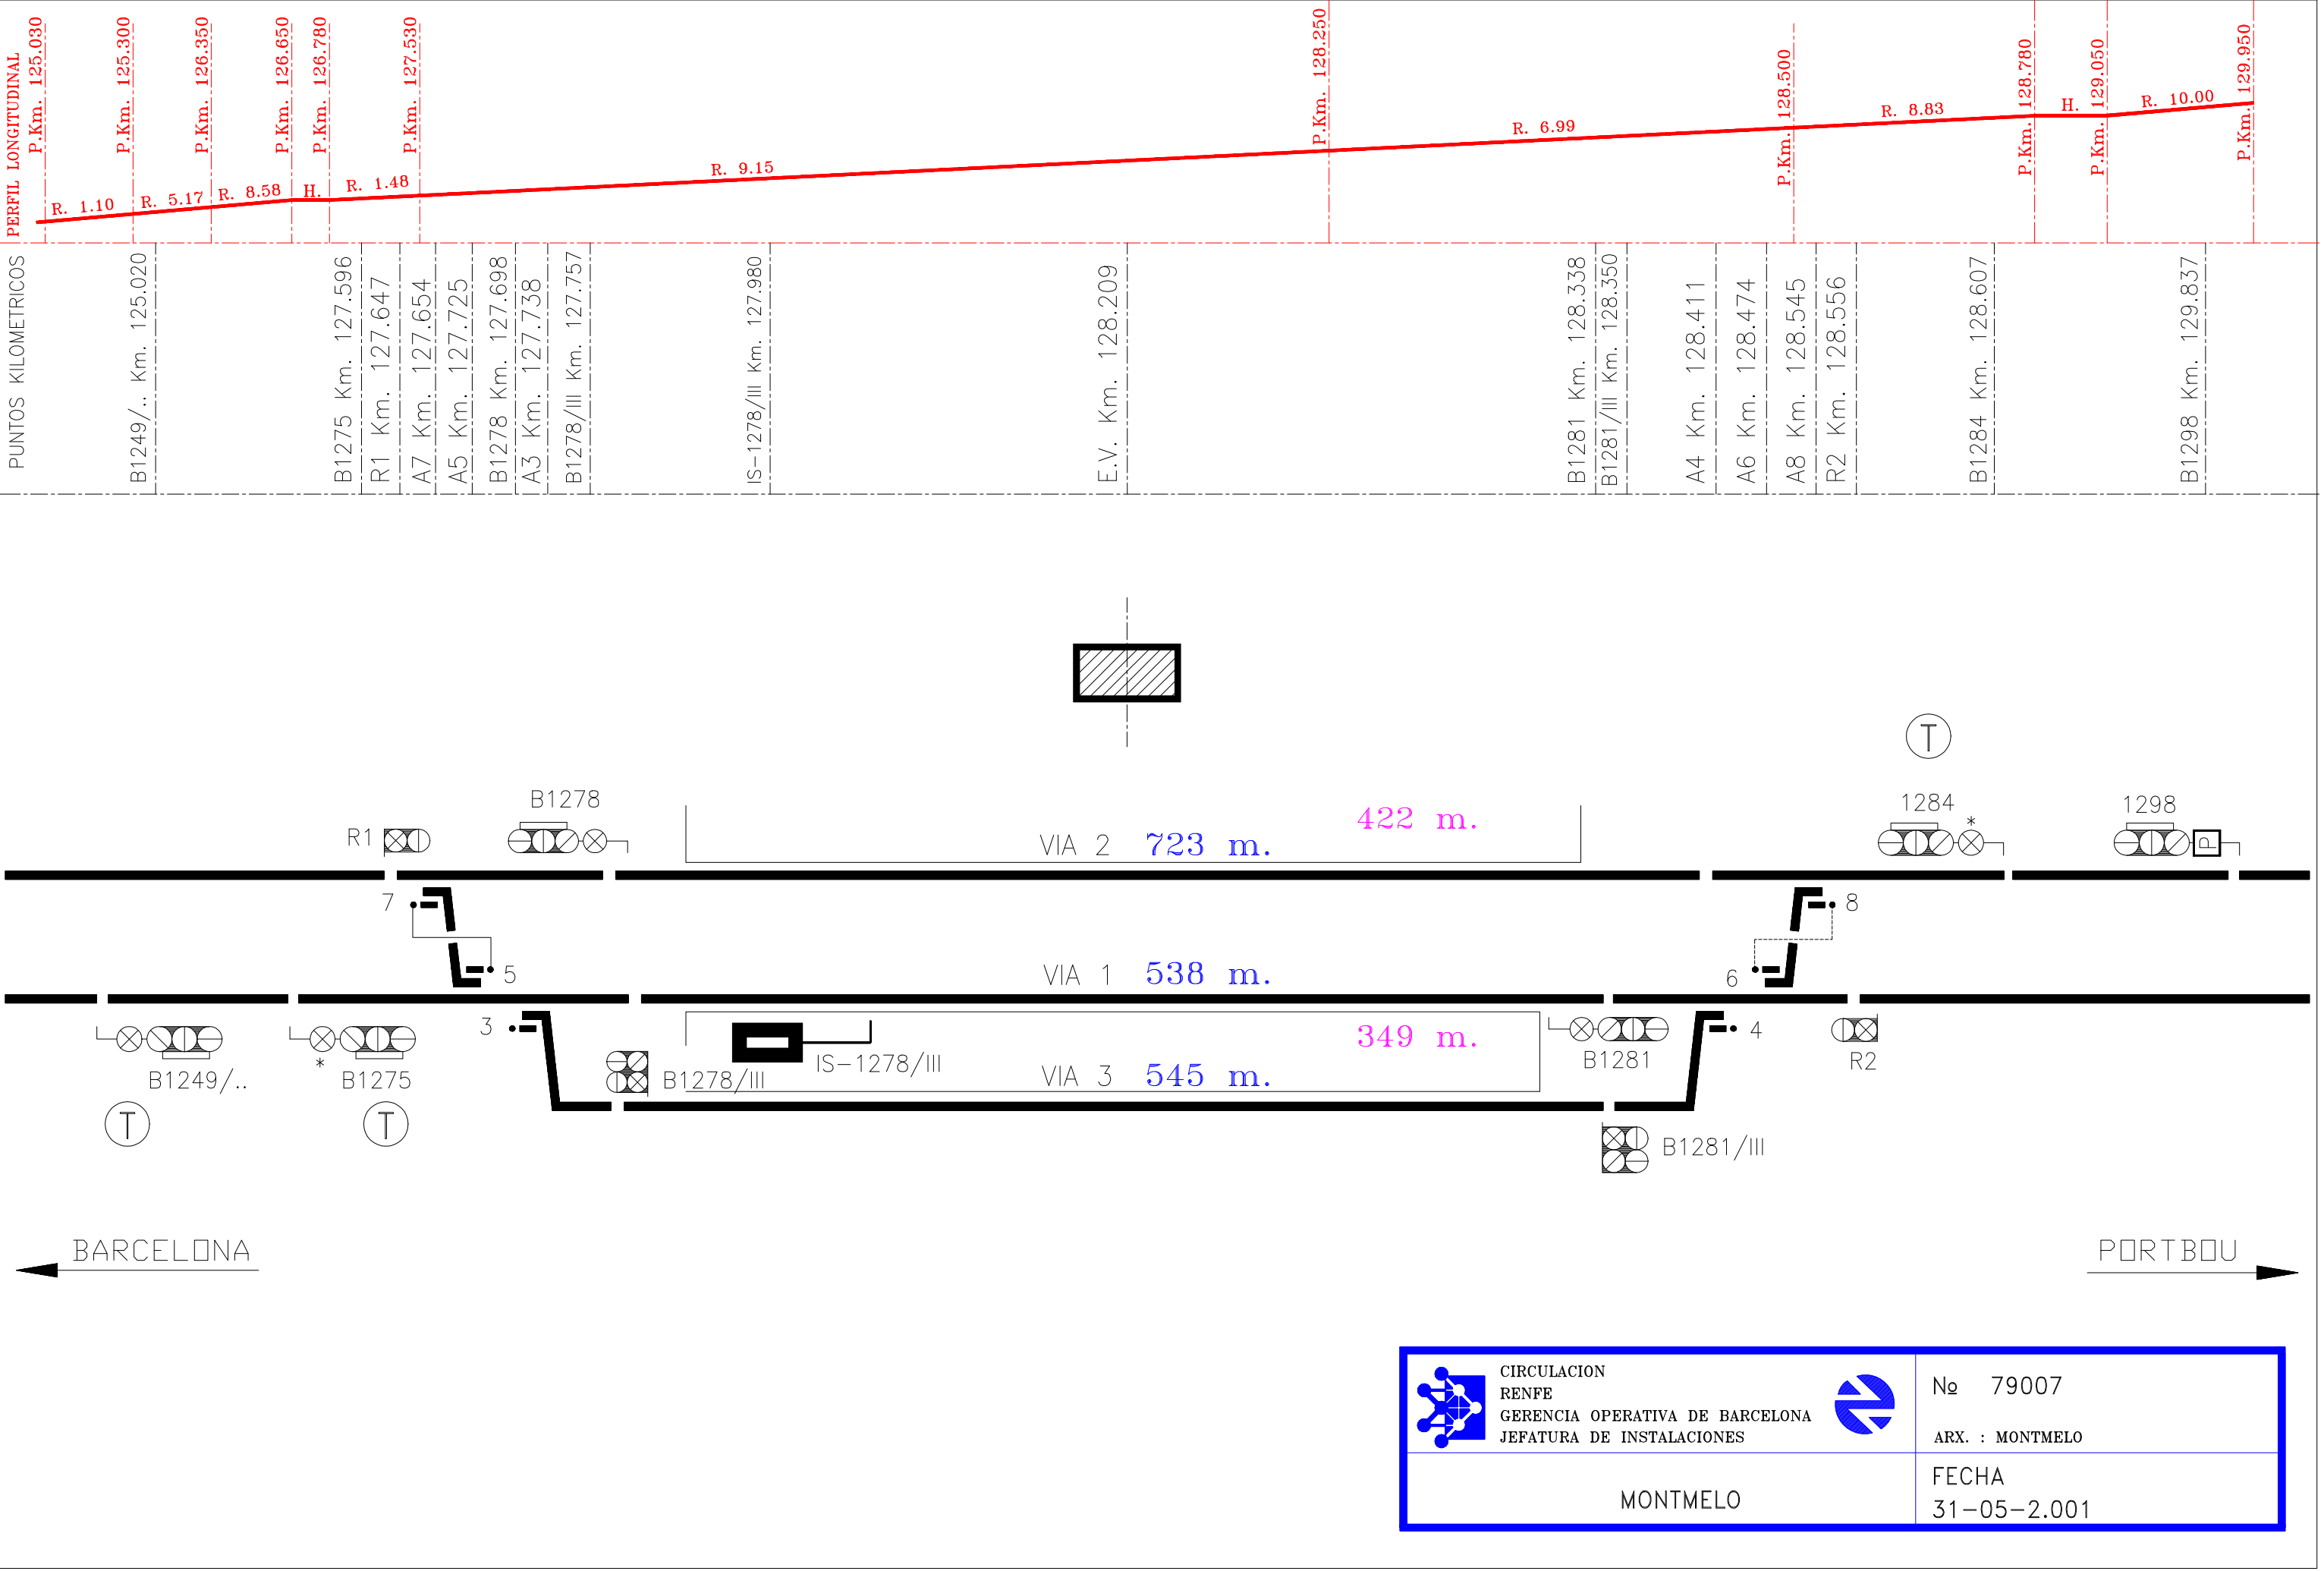 PERFIL LONGITUDINAL
P.Km. 125.030
P.Km. 125.300
P.Km. 126.350
P.Km. 126.650
P.Km. 126.780
P.Km. 127.530
P.Km. 128.250
P.Km. 128.500
P.Km. 128.780
P.Km. 129.050
P.Km. 129.950
R. 1.10
R. 5.17
R. 8.58
H.
R. 1.48
R. 9.15
R. 6.99
R. 8.83
H.
R. 10.00
PUNTOS KILOMETRICOS
B1249/.. Km. 125.020
B1275 Km. 127.596
R1 Km. 127.647
A7 Km. 127.654
A5 Km. 127.725
B1278 Km. 127.698
A3 Km. 127.738
B1278/III Km. 127.757
IS-1278/III Km. 127.980
E.V. Km. 128.209
B1281 Km. 128.338
B1281/III Km. 128.350
A4 Km. 128.411
A6 Km. 128.474
A8 Km. 128.545
R2 Km. 128.556
B1284 Km. 128.607
B1298 Km. 129.837
T
R1
B1278
422 m.
VIA 2 723 m.
1284
*
1298
P
7
8
5
VIA 1 538 m.
6
3
349 m.
4
B1249/..
*
B1275
B1278/III
IS-1278/III
VIA 3 545 m.
B1281
R2
T
T
B1281/III
BARCELONA
PORTBOU
CIRCULACION
RENFE
GERENCIA OPERATIVA DE BARCELONA
JEFATURA DE INSTALACIONES
Nº 79007
ARX. : MONTMELO
MONTMELO
FECHA
31-05-2.001